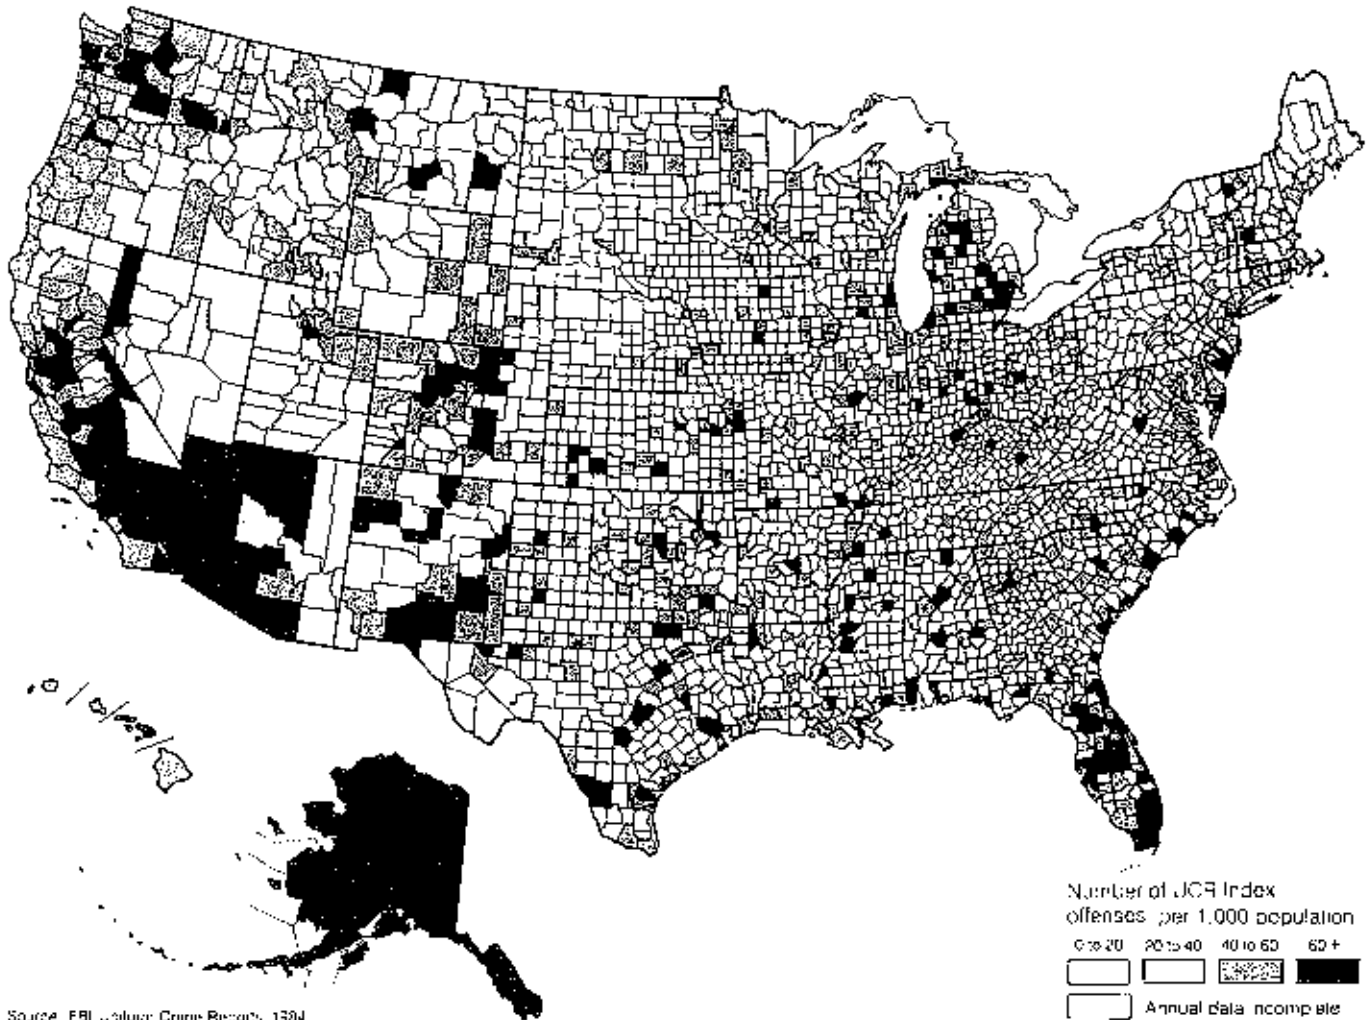 Number of UCR Index
offenses per 1,000 population
0 to 20 20 to 40 40 to 60 60 +
Annual data incomplete
Source: FBI Uniform Crime Reports, 1984